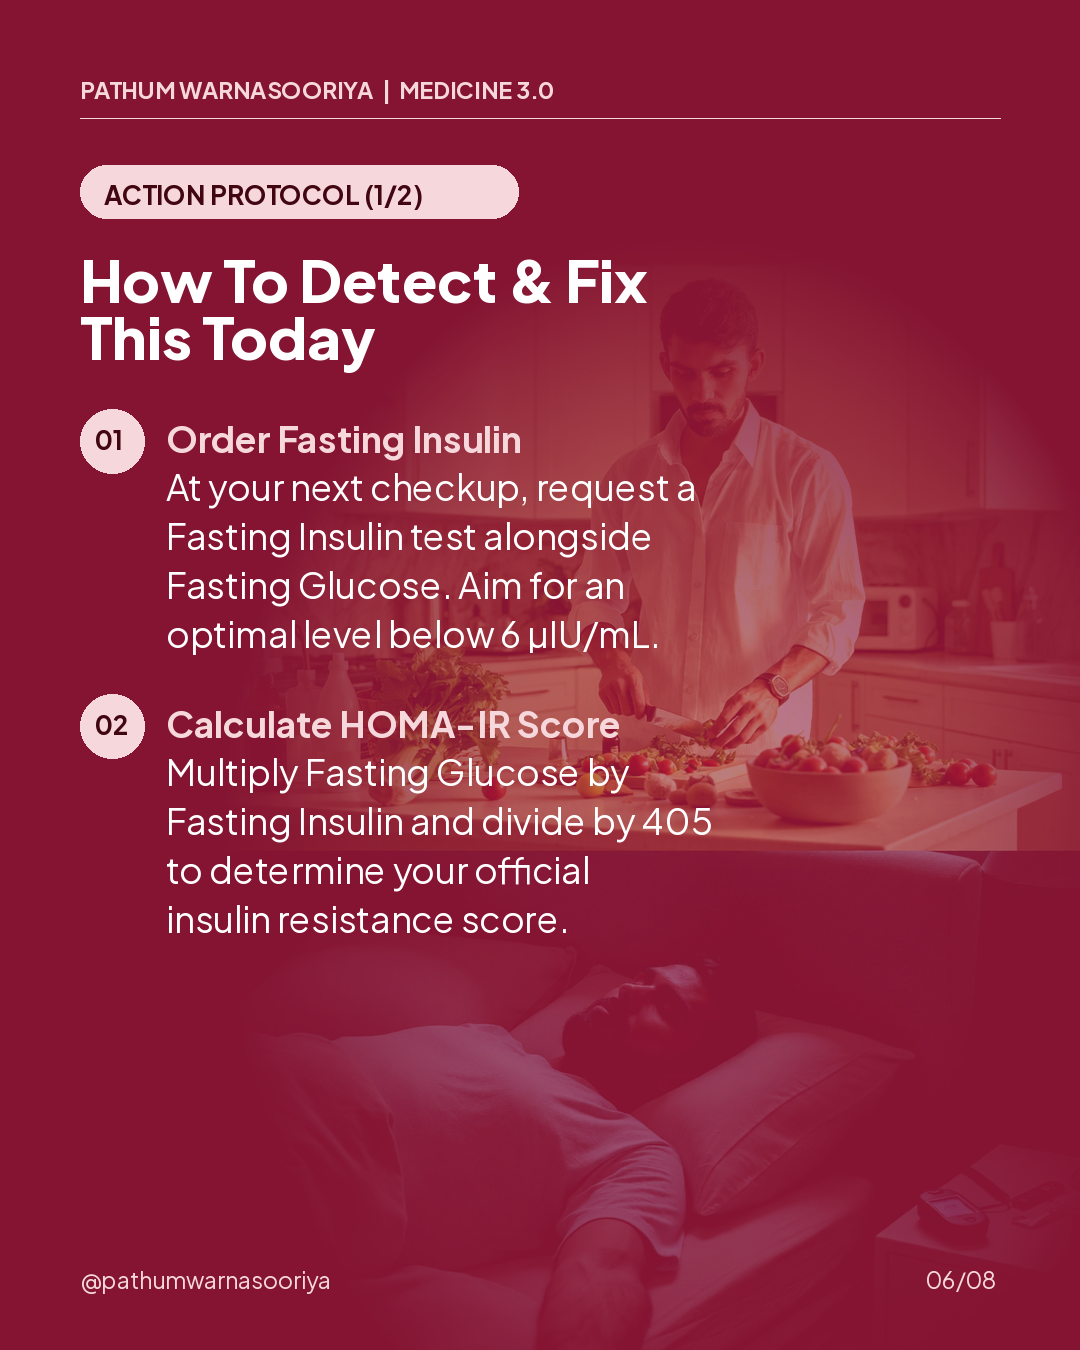 PATHUM WARNASOORIYA | MEDICINE 3.0
ACTION PROTOCOL (1/2)
How To Detect & Fix
This Today
01
Order Fasting Insulin
At your next checkup, request a
Fasting Insulin test alongside
Fasting Glucose. Aim for an
optimal level below 6 µIU/mL.
02
Calculate HOMA-IR Score
Multiply Fasting Glucose by
Fasting Insulin and divide by 405
to determine your official
insulin resistance score.
@pathumwarnasooriya
06/08